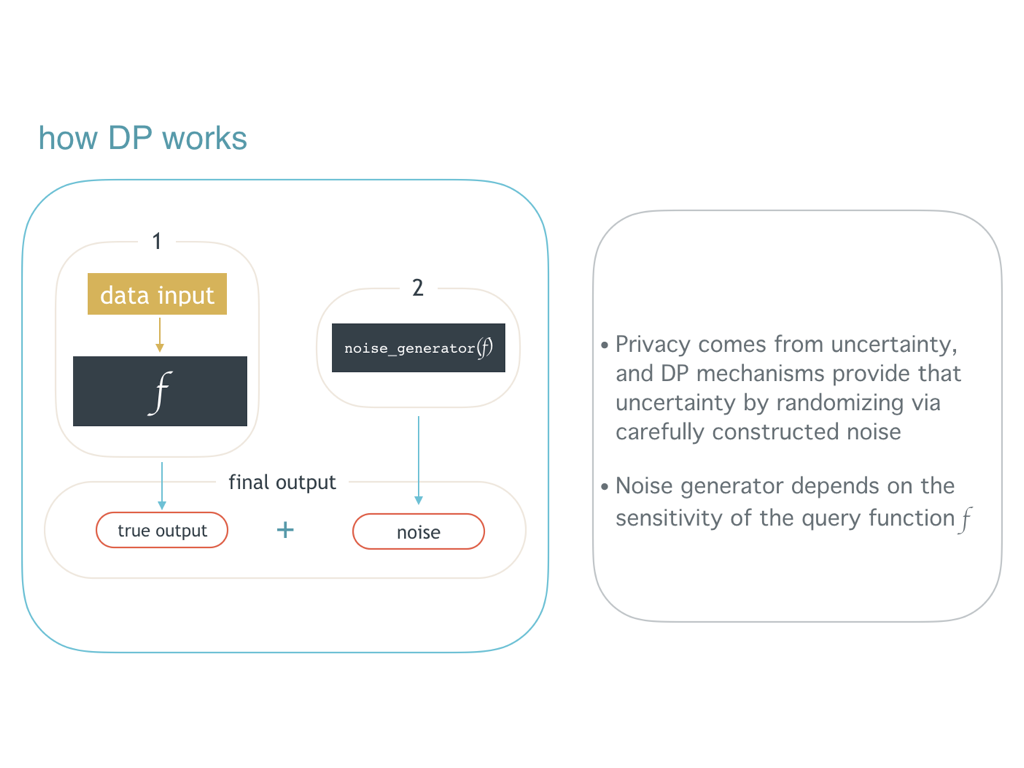 how DP works
1
data input
f
2
noise_generator(f)
final output
true output
+
noise
• Privacy comes from uncertainty,
and DP mechanisms provide that
uncertainty by randomizing via
carefully constructed noise
• Noise generator depends on the
sensitivity of the query function f